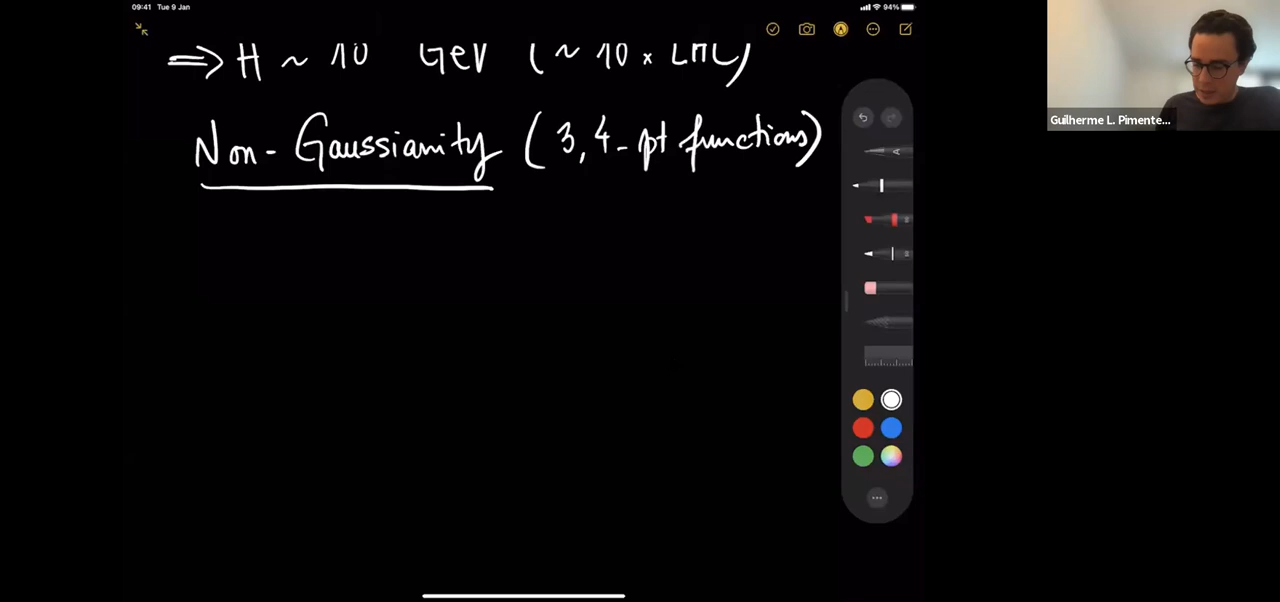 09:41 Tue 9 Jan
94%
⇒ H ~ 10 GeV (~ 10 × LHC)
Non-Gaussianity (3,4-pt functions)
Guilherme L. Pimente...